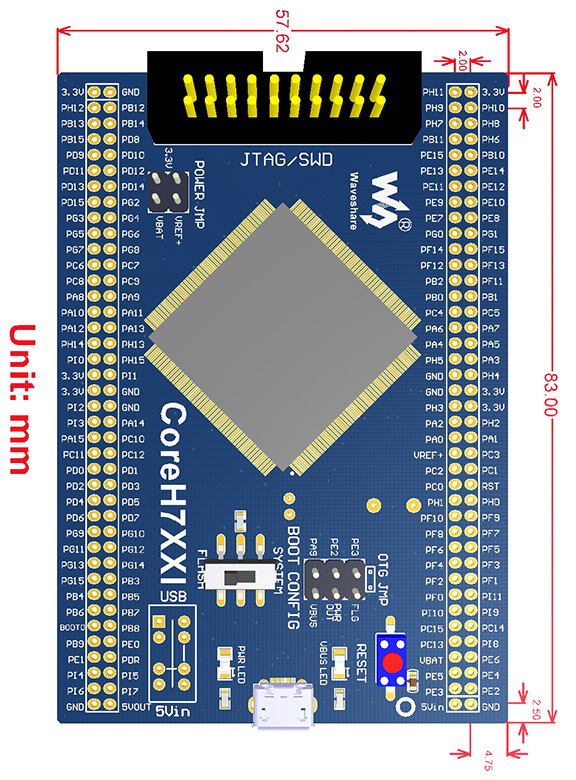 57.62
2.00
2.00
83.00
2.50
4.75
Unit: mm
JTAG/SWD
3.3V GND
PH12 PB12
PB13 PB14
PB15 PD8
PD9 PD10
PD11 PD12
PD13 PD14
PD15 PG2
PG3 PG4
PG5 PG6
PG7 PG8
PC6 PC7
PC8 PC9
PA8 PA9
PA10 PA11
PA12 PA13
PH14 PH13
PI0 PH15
3.3V PI1
3.3V GND
PI2 GND
PI3 PA14
PA15 PC10
PC11 PC12
PD0 PD1
PD2 PD3
PD4 PD5
PD6 PD7
PG9 PG10
PG11 PG12
PG13 PG14
PG15 PB3
PB4 PB5
PB6 PB7
BOOT0 PB8
PB9 PE0
PE1 PDR
PI4 PI5
PI6 PI7
GND 5VOUT
3.3V
POWER JMP
VREF+
VBAT
Waveshare
®
CoreH7XXI
FLASH
SYSTEM
BOOT CONFIG
PA9 PE2 PE3
VBUS PWR OUT FLG
OTG JMP
USB
5Vin
PWR LED
VBUS LED
RESET
PH11 3.3V
PH9 PH10
PH7 PH8
PB11 PH6
PE15 PB10
PE13 PE14
PE11 PE12
PE9 PE10
PE7 PE8
PG0 PG1
PF14 PF15
PF12 PF13
PB2 PF11
PB0 PB1
PC4 PC5
PA6 PA7
PA4 PA5
PH5 PA3
GND PH4
GND 3.3V
PH3 3.3V
PA2 PH2
PA0 PA1
VREF+ PC3
PC2 PC1
PC0 RST
PH1 PH0
PF10 PF9
PF8 PF7
PF6 PF5
PF4 PF3
PF2 PF1
PF0 PI11
PI10 PI9
PC15 PC14
PC13 PI8
VBAT PE6
PE5 PE4
PE3 PE2
5Vin GND